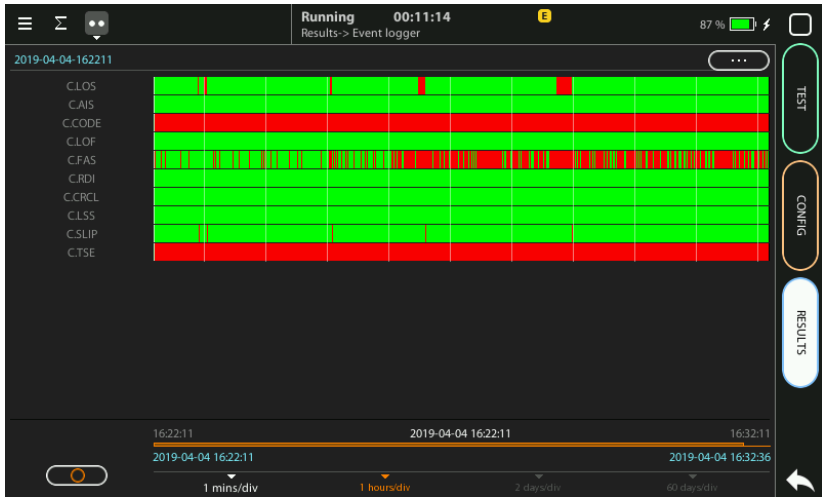 Σ
Running 00:11:14
Results-> Event logger
E
87 %
2019-04-04-162211
...
C.LOS
C.AIS
C.CODE
C.LOF
C.FAS
C.RDI
C.CRCL
C.LSS
C.SLIP
C.TSE
TEST
CONFIG
RESULTS
16:22:11 2019-04-04 16:22:11 16:32:11
2019-04-04 16:22:11 2019-04-04 16:32:36
1 mins/div 1 hours/div 2 days/div 60 days/div